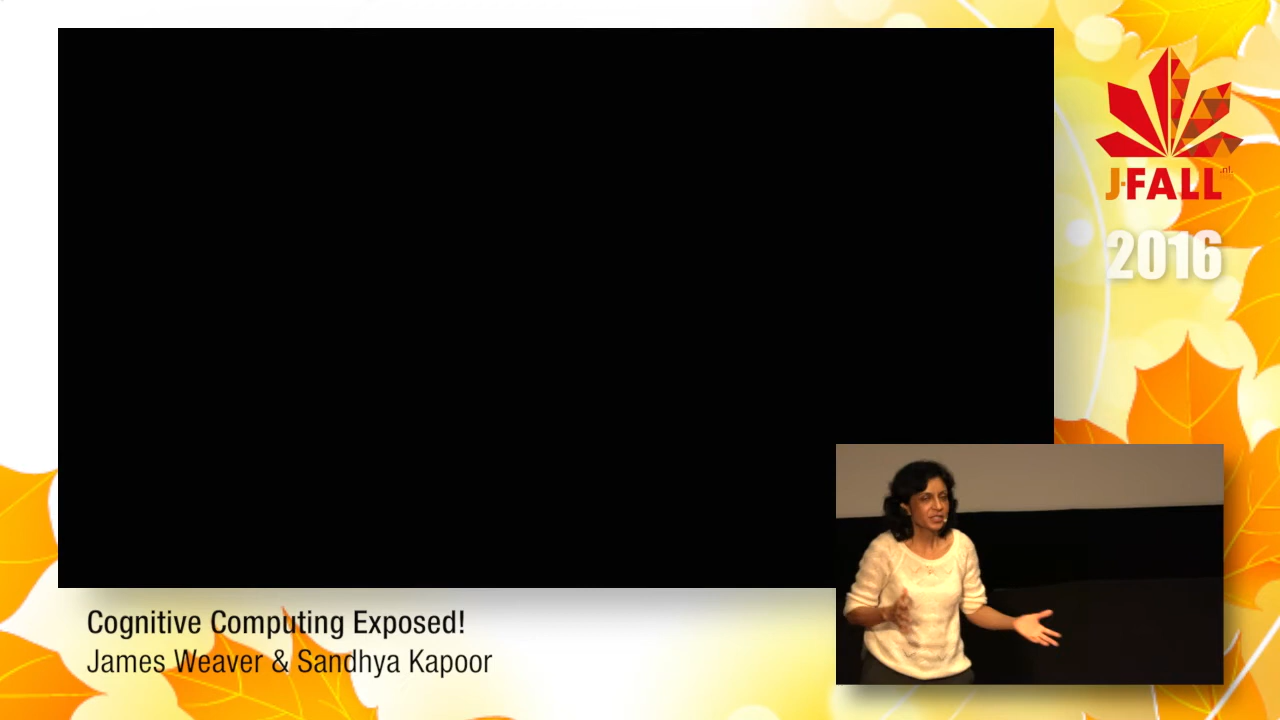 J-FALL
.nl
2016
Cognitive Computing Exposed!
James Weaver & Sandhya Kapoor